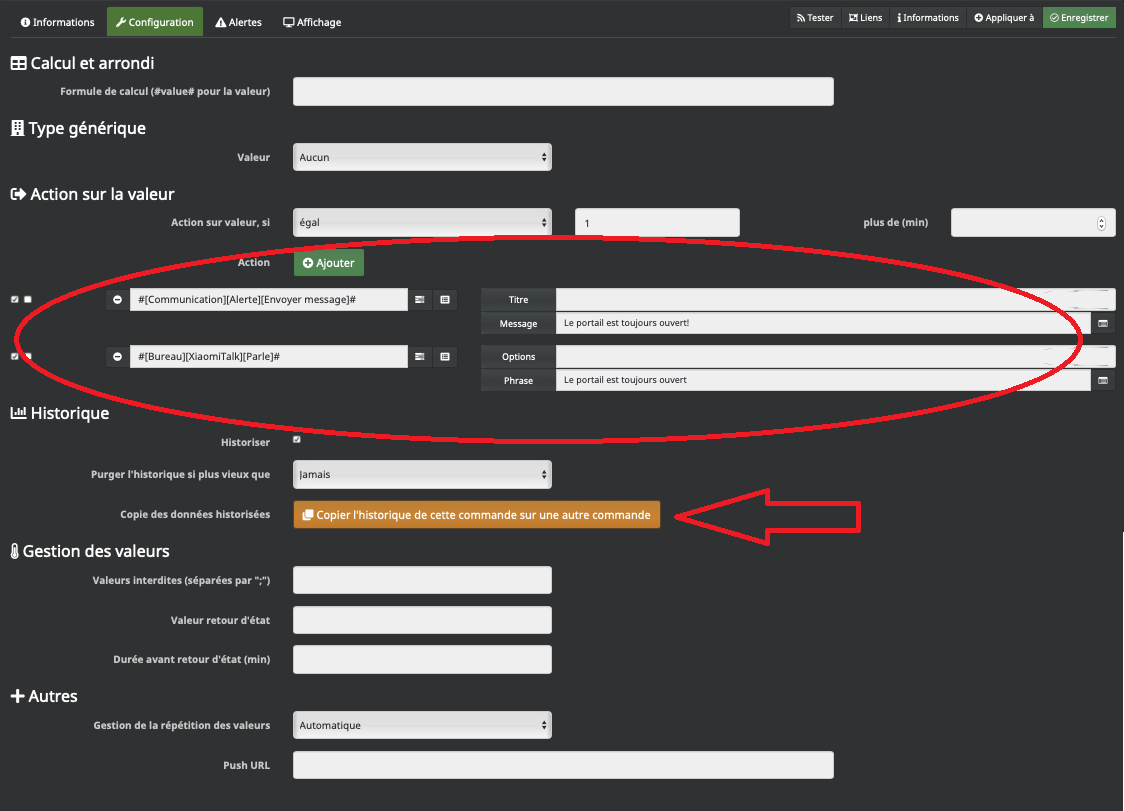 Informations Configuration Alertes Affichage Tester Liens Informations Appliquer à Enregistrer
Calcul et arrondi
Formule de calcul (#value# pour la valeur)
Type générique
Valeur Aucun
Action sur la valeur
Action sur valeur, si égal 1 plus de (min)
Action Ajouter
#[Communication][Alerte][Envoyer message]# Titre
Message Le portail est toujours ouvert!
#[Bureau][XiaomiTalk][Parle]# Options
Phrase Le portail est toujours ouvert
Historique
Historiser
Purger l'historique si plus vieux que Jamais
Copie des données historisées Copier l'historique de cette commande sur une autre commande
Gestion des valeurs
Valeurs interdites (séparées par ";")
Valeur retour d'état
Durée avant retour d'état (min)
Autres
Gestion de la répétition des valeurs Automatique
Push URL